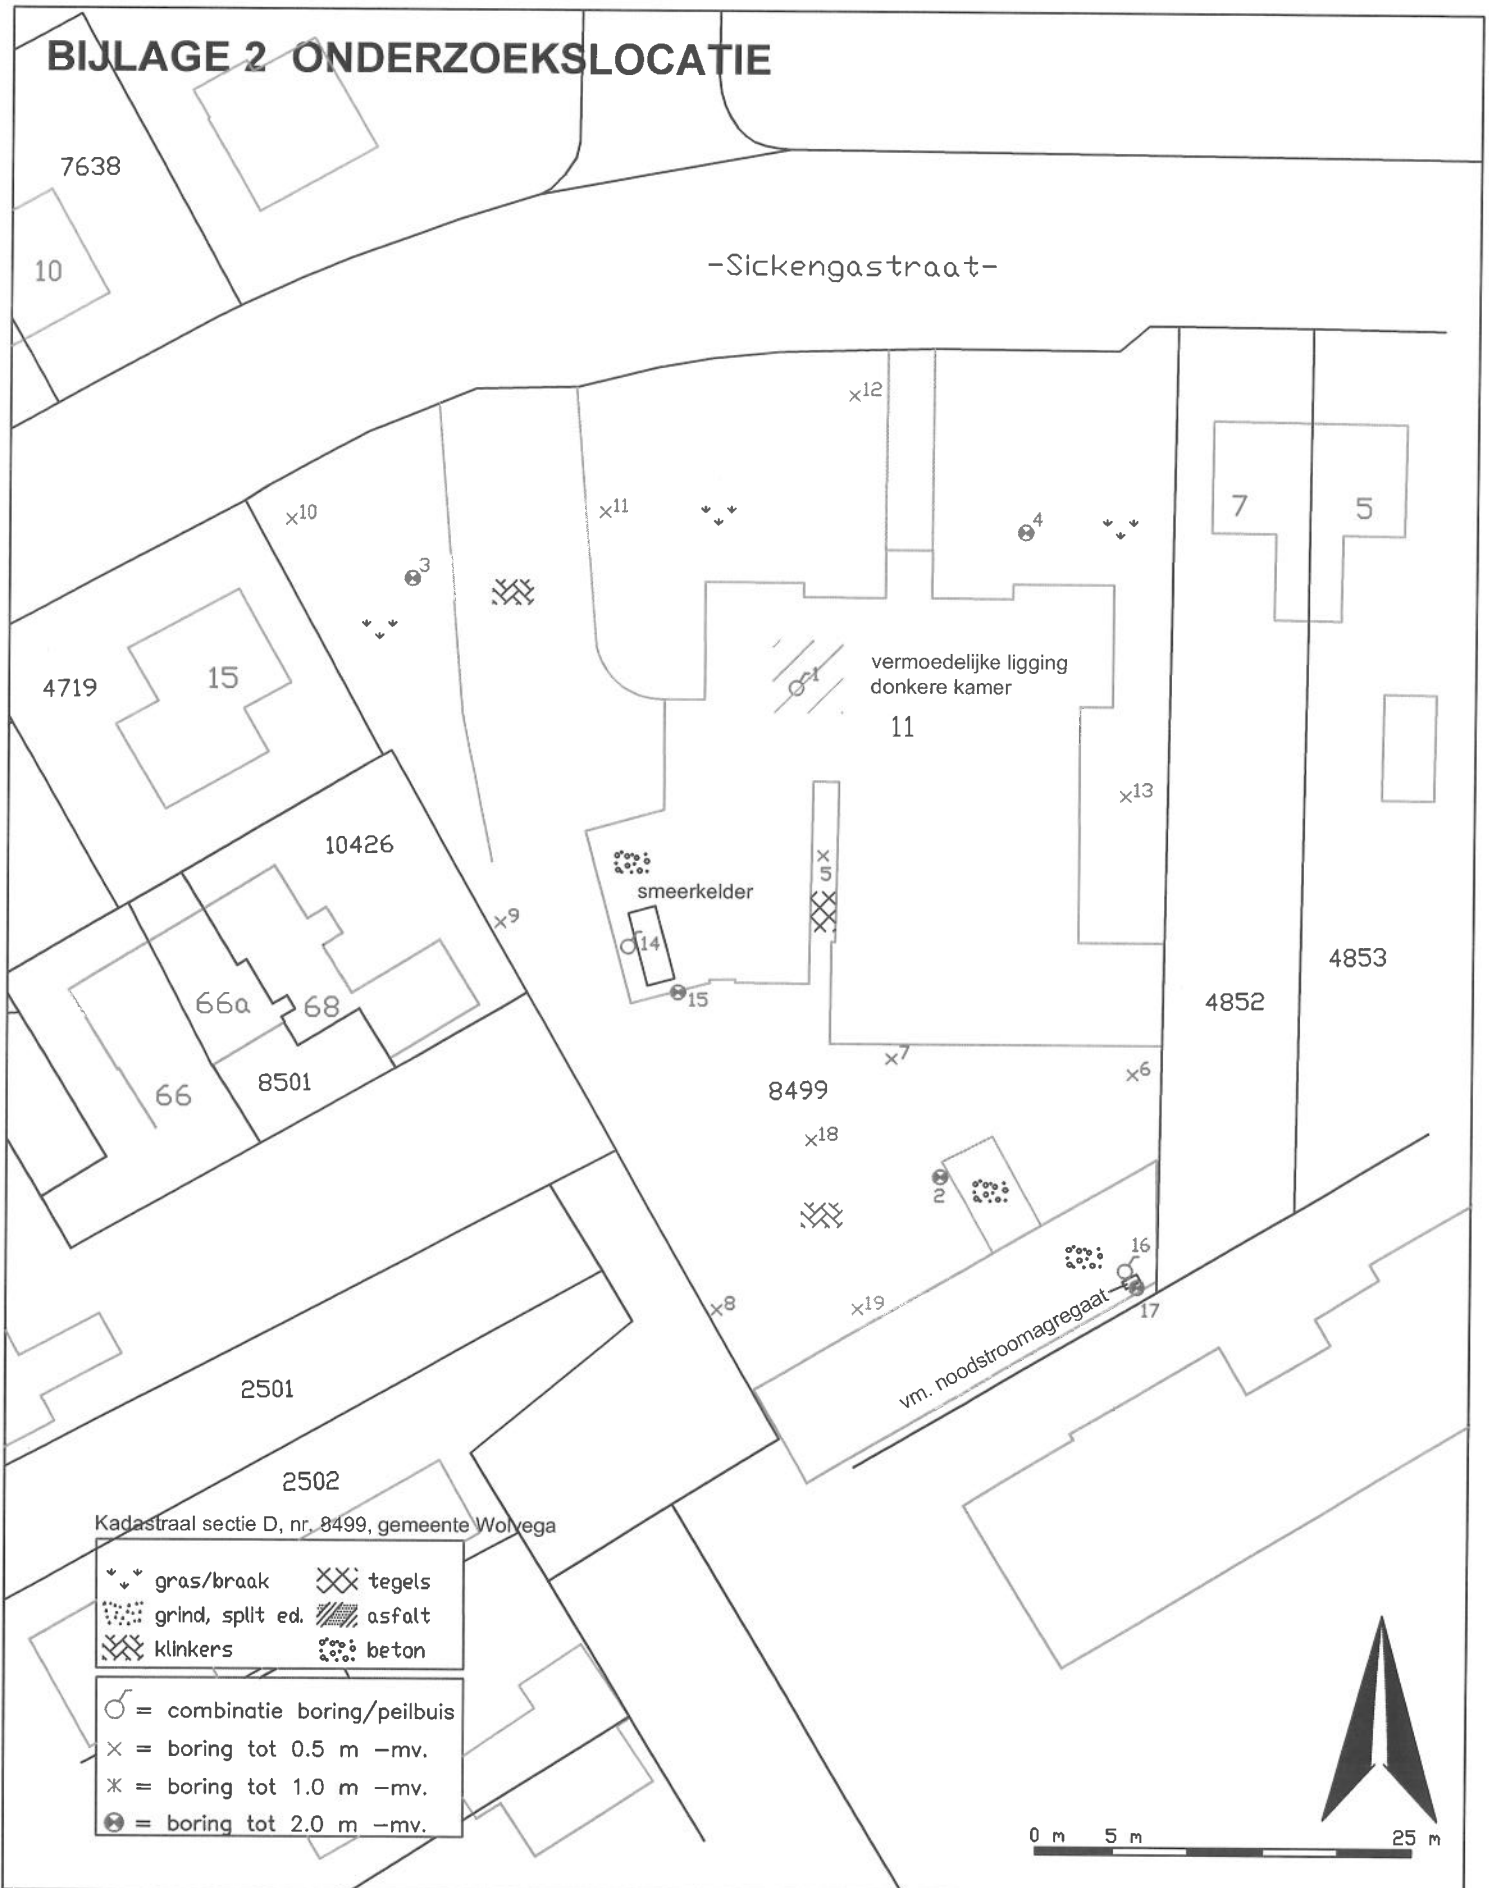 BIJLAGE 2 ONDERZOEKSLOCATIE
7638
10
-Sickengastraat-
12
10
11
3
4
7
5
4719
15
1
vermoedelijke ligging
donkere kamer
11
13
10426
5
smeerkelder
9
14
15
4853
4852
66a
68
66
8501
7
6
8499
18
2
16
8
19
vm. noodstroomagregaat
17
2501
2502
Kadastraal sectie D, nr. 8499, gemeente Wolvega
gras/braak
tegels
grind, split ed.
asfalt
klinkers
beton
= combinatie boring/peilbuis
= boring tot 0.5 m -mv.
= boring tot 1.0 m -mv.
= boring tot 2.0 m -mv.
0 m 5 m 25 m